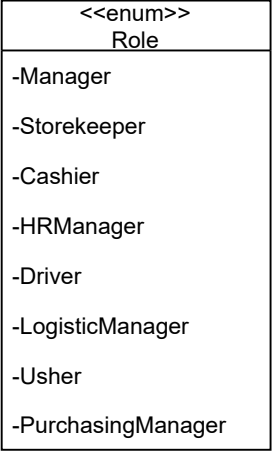 <<enum>>
Role
-Manager
-Storekeeper
-Cashier
-HRManager
-Driver
-LogisticManager
-Usher
-PurchasingManager